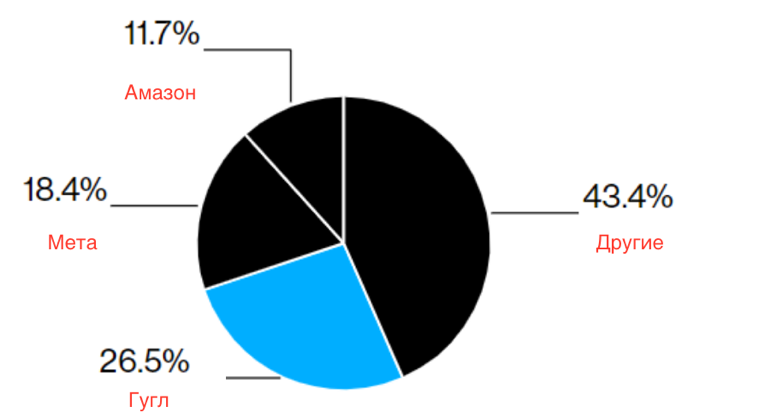 11.7%
Амазон
18.4%
Мета
43.4%
Другие
26.5%
Гугл